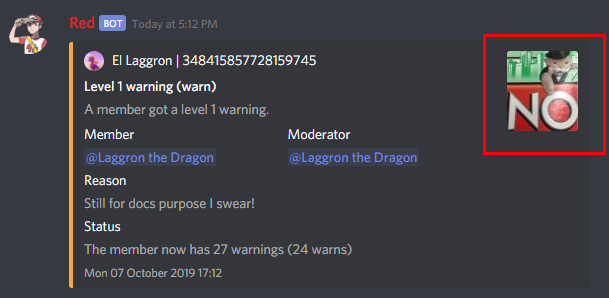 Red BOT Today at 5:12 PM
El Laggron | 348415857728159745
Level 1 warning (warn)
A member got a level 1 warning.
Member Moderator
@Laggron the Dragon @Laggron the Dragon
Reason
Still for docs purpose I swear!
Status
The member now has 27 warnings (24 warns)
Mon 07 October 2019 17:12
NO